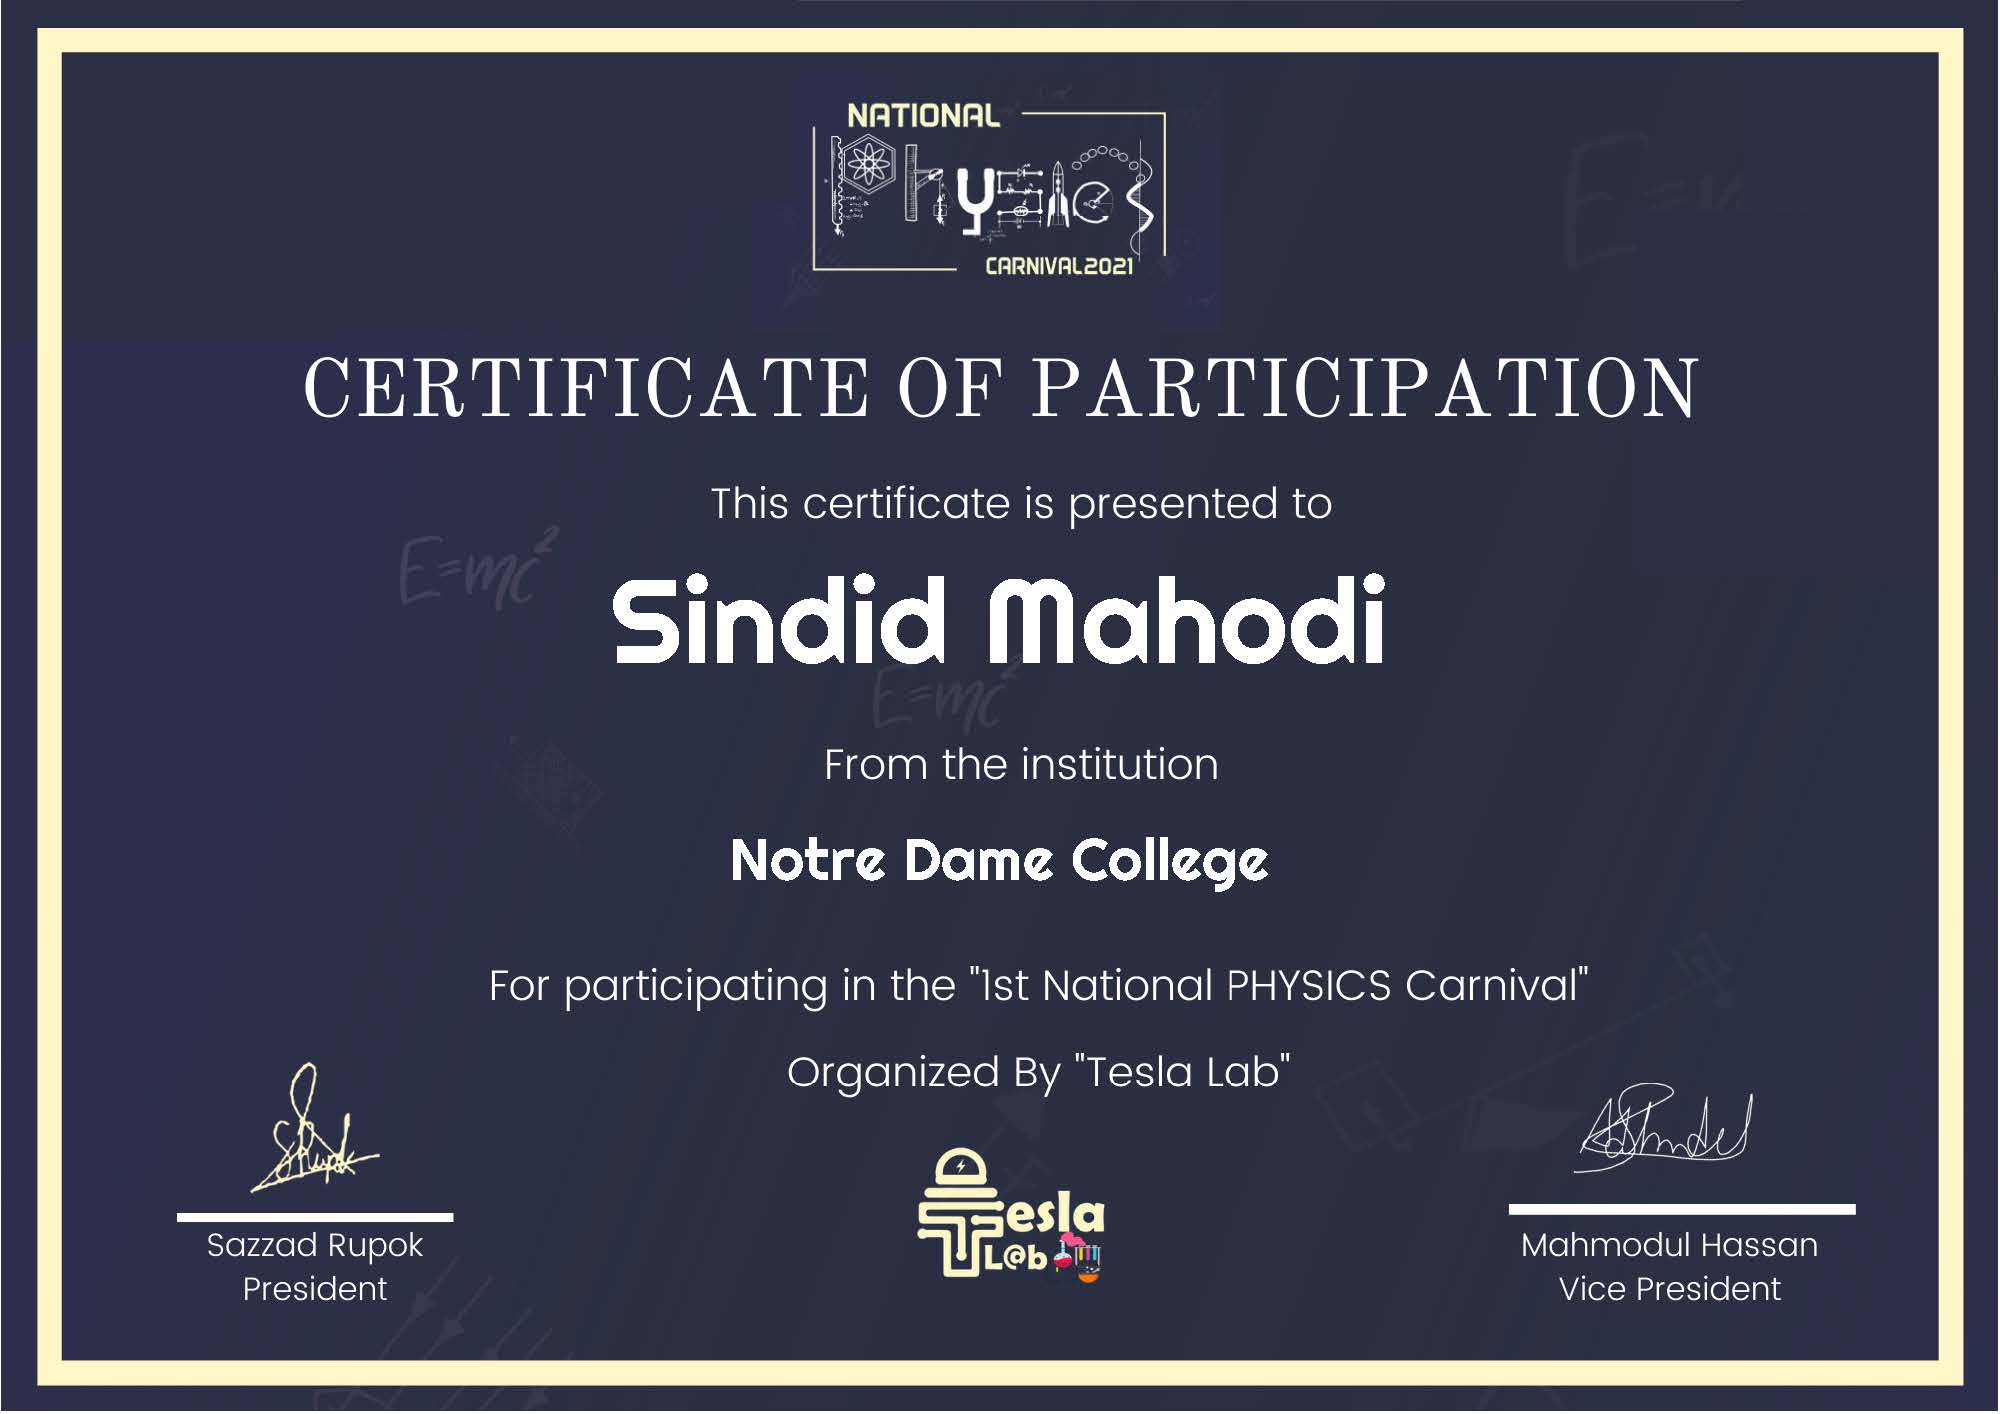 NATIONAL
Physics
CARNIVAL2021
CERTIFICATE OF PARTICIPATION
This certificate is presented to
E=mc²
Sindid Mahodi
E=mc²
From the institution
Notre Dame College
For participating in the "1st National PHYSICS Carnival"
Organized By "Tesla Lab"
Tesla
L@b
Sazzad Rupok
President
Mahmodul Hassan
Vice President